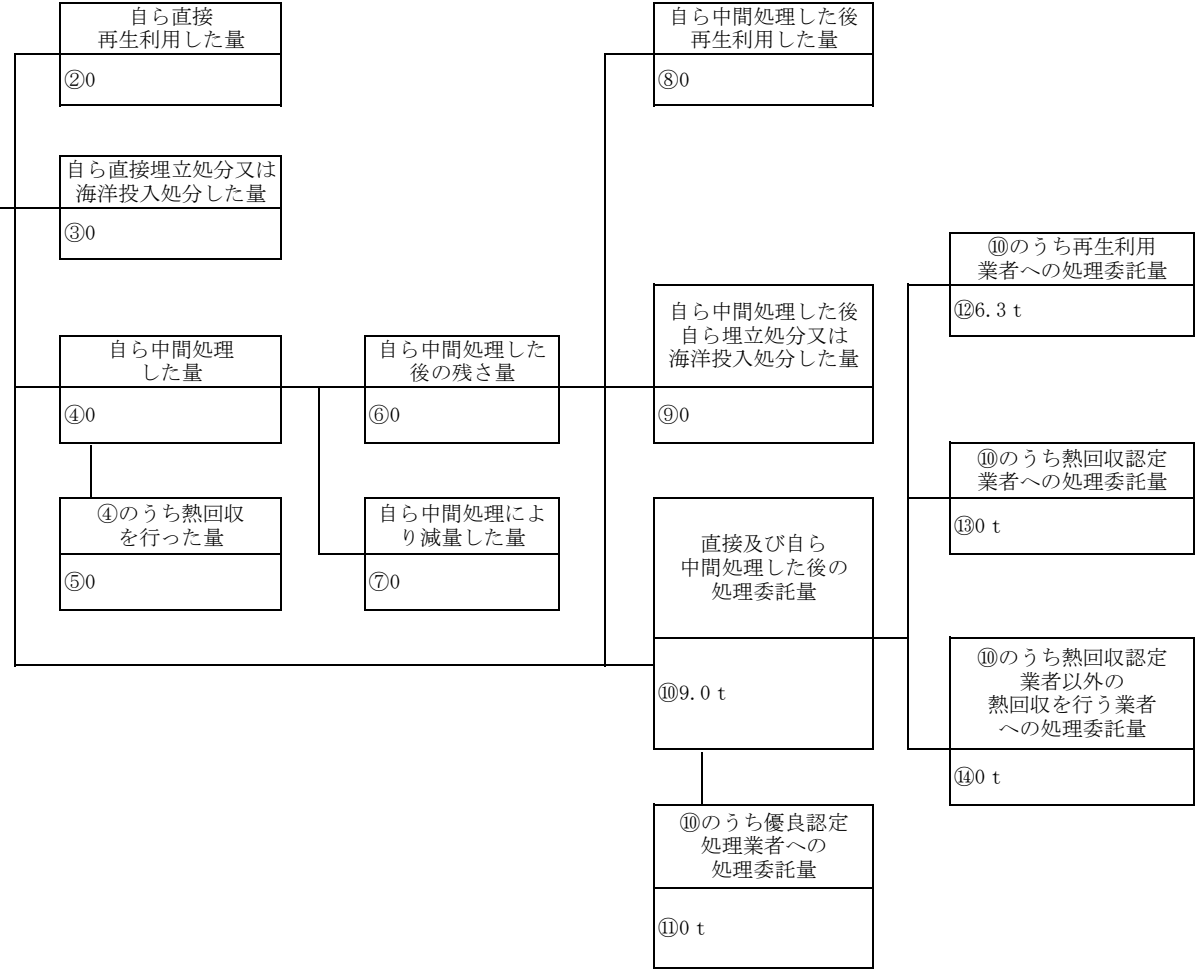 自ら直接
再生利用した量
②0
自ら中間処理した後
再生利用した量
⑧0
自ら直接埋立処分又は
海洋投入処分した量
③0
⑩のうち再生利用
業者への処理委託量
⑫6.3ｔ
自ら中間処理
した量
④0
自ら中間処理した
後の残さ量
⑥0
自ら中間処理した後
自ら埋立処分又は
海洋投入処分した量
⑨0
⑩のうち熱回収認定
業者への処理委託量
⑬0ｔ
④のうち熱回収
を行った量
⑤0
自ら中間処理によ
り減量した量
⑦0
直接及び自ら
中間処理した後の
処理委託量
⑩9.0ｔ
⑩のうち熱回収認定
業者以外の
熱回収を行う業者
への処理委託量
⑭0ｔ
⑩のうち優良認定
処理業者への
処理委託量
⑪0ｔ